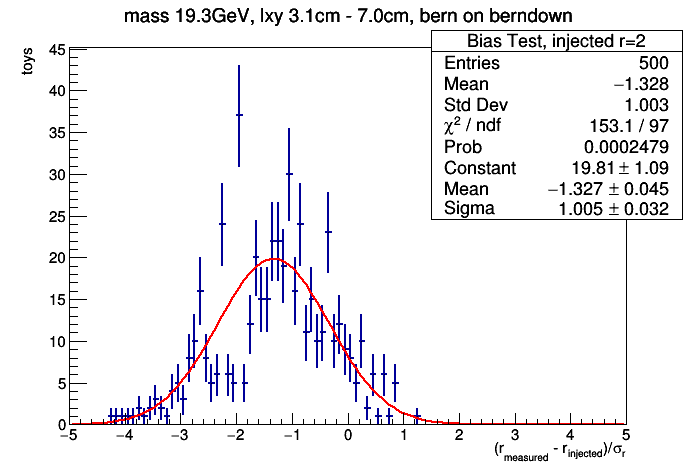 mass 19.3GeV, lxy 3.1cm - 7.0cm, bern on berndown
Bias Test, injected r=2
Entries 500
Mean −1.328
Std Dev 1.003
χ² / ndf 153.1 / 97
Prob 0.0002479
Constant 19.81 ± 1.09
Mean −1.327 ± 0.045
Sigma 1.005 ± 0.032
toys
45
40
35
30
25
20
15
10
5
0
−5 −4 −3 −2 −1 0 1 2 3 4 5
(r_measured - r_injected)/σ_r